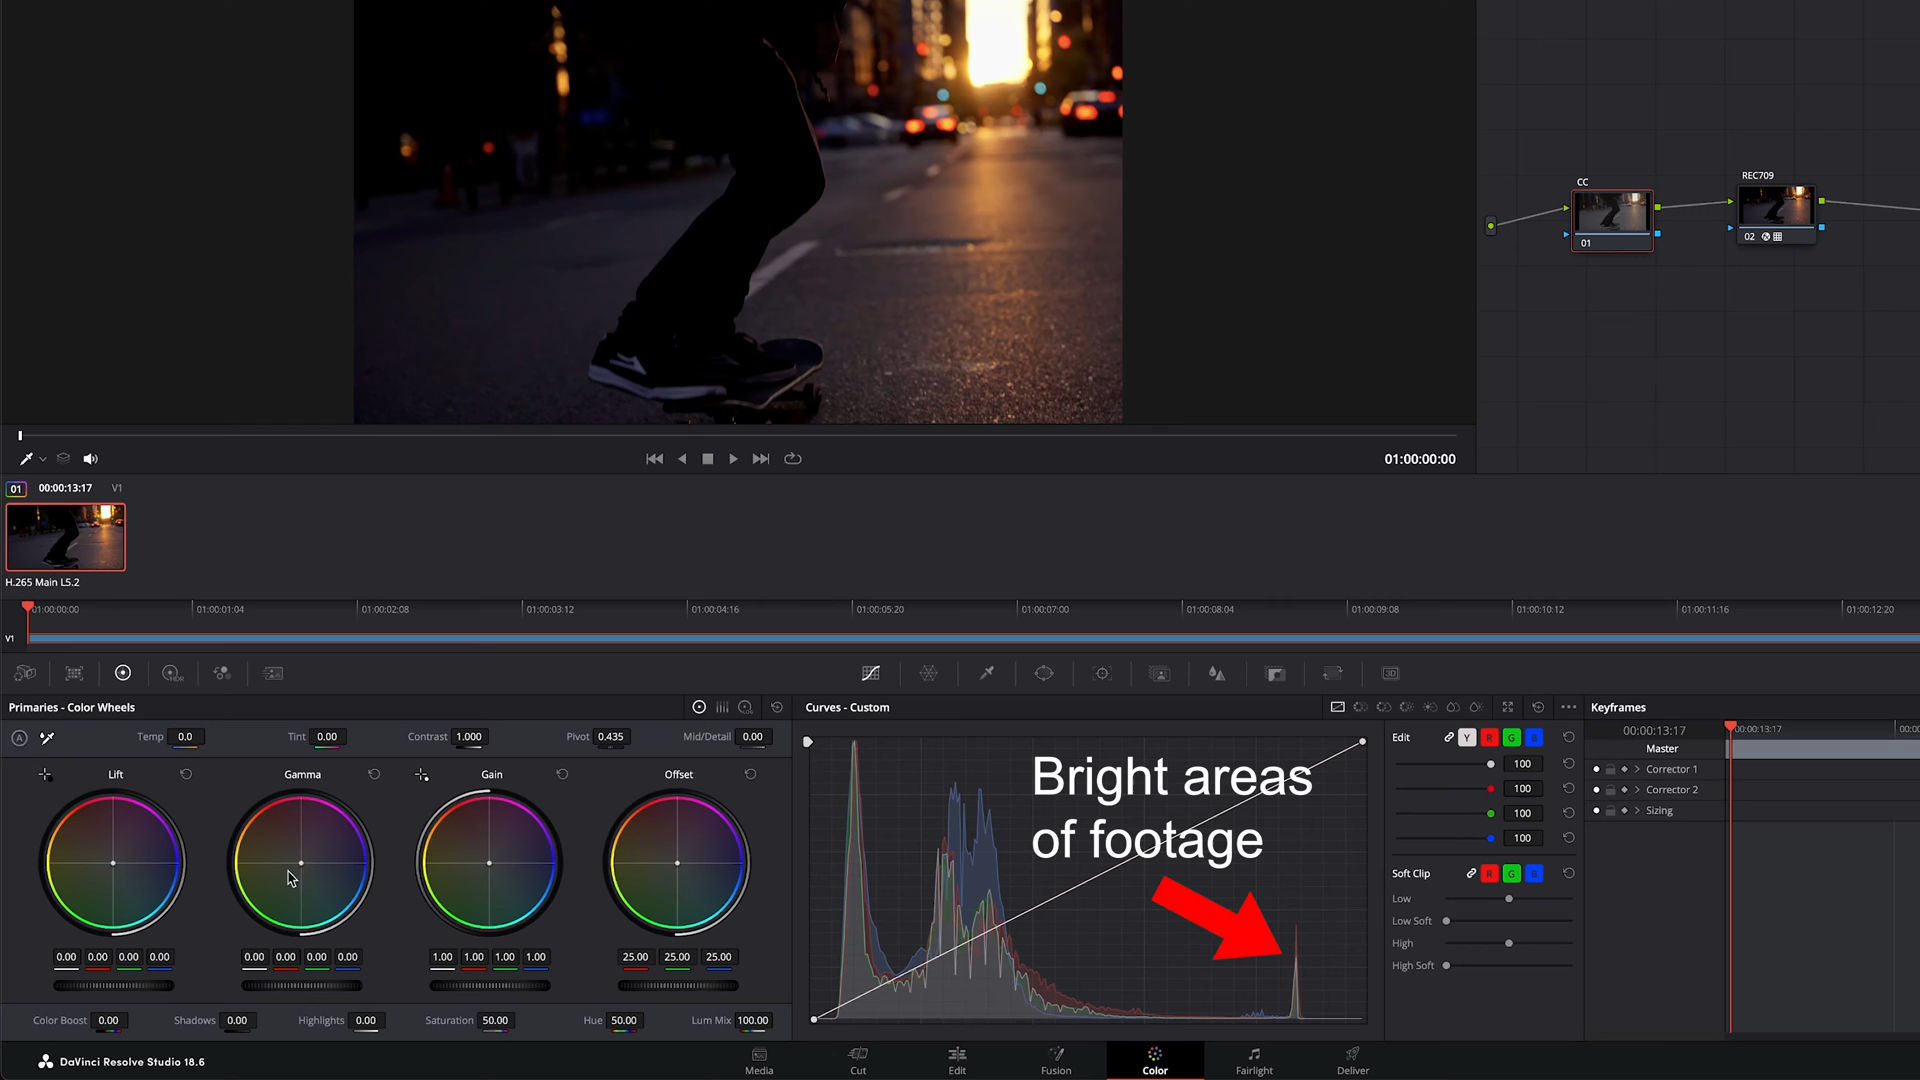 CC
REC709
01
02
01:00:00:00
01
00:00:13:17
V1
H.265 Main L5.2
01:00:00:00
01:00:01:04
01:00:02:08
01:00:03:12
01:00:04:16
01:00:05:20
01:00:07:00
01:00:08:04
01:00:09:08
01:00:10:12
01:00:11:16
01:00:12:20
V1
HDR
3D
Primaries - Color Wheels
LOG
Curves - Custom
Keyframes
A
Temp 0.0
Tint 0.00
Contrast 1.000
Pivot 0.435
Mid/Detail 0.00
Edit
Y R G B
00:00:13:17
00:00:13:17
Master
Lift
Gamma
Gain
Offset
Bright areas
of footage
100
100
100
100
Corrector 1
Corrector 2
Sizing
Soft Clip
R G B
Low
Low Soft
High
High Soft
0.00 0.00 0.00 0.00
0.00 0.00 0.00 0.00
1.00 1.00 1.00 1.00
25.00 25.00 25.00
Color Boost 0.00
Shadows 0.00
Highlights 0.00
Saturation 50.00
Hue 50.00
Lum Mix 100.00
DaVinci Resolve Studio 18.6
Media
Cut
Edit
Fusion
Color
Fairlight
Deliver